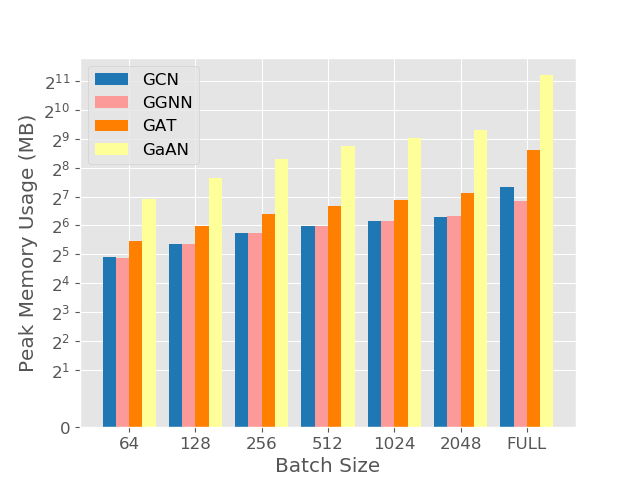 GCN
GGNN
GAT
GaAN
Peak Memory Usage (MB)
2^11
2^10
2^9
2^8
2^7
2^6
2^5
2^4
2^3
2^2
2^1
0
64 128 256 512 1024 2048 FULL
Batch Size